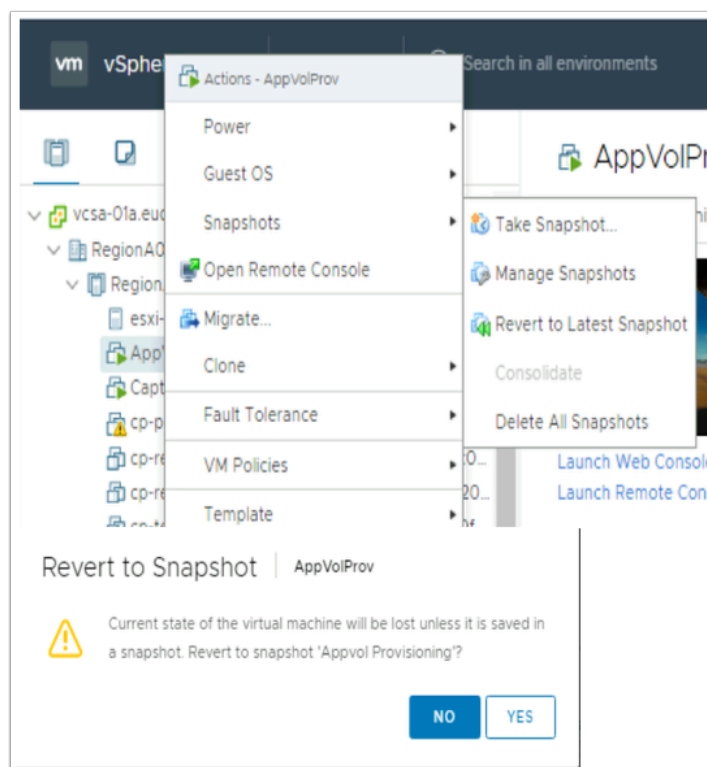 vm vSphe Search in all environments
Actions - AppVolProv
Power
Guest OS
Snapshots
Open Remote Console
Migrate...
Clone
Fault Tolerance
VM Policies
Template
Take Snapshot...
Manage Snapshots
Revert to Latest Snapshot
Consolidate
Delete All Snapshots
AppVolPr
vcsa-01a.euc
RegionA0
Region
esxi-
App
Capt
cp-p
cp-re
cp-re
20...
Launch Web Consol
Launch Remote Con
Revert to Snapshot AppVolProv
Current state of the virtual machine will be lost unless it is saved in
a snapshot. Revert to snapshot 'Appvol Provisioning'?
NO YES